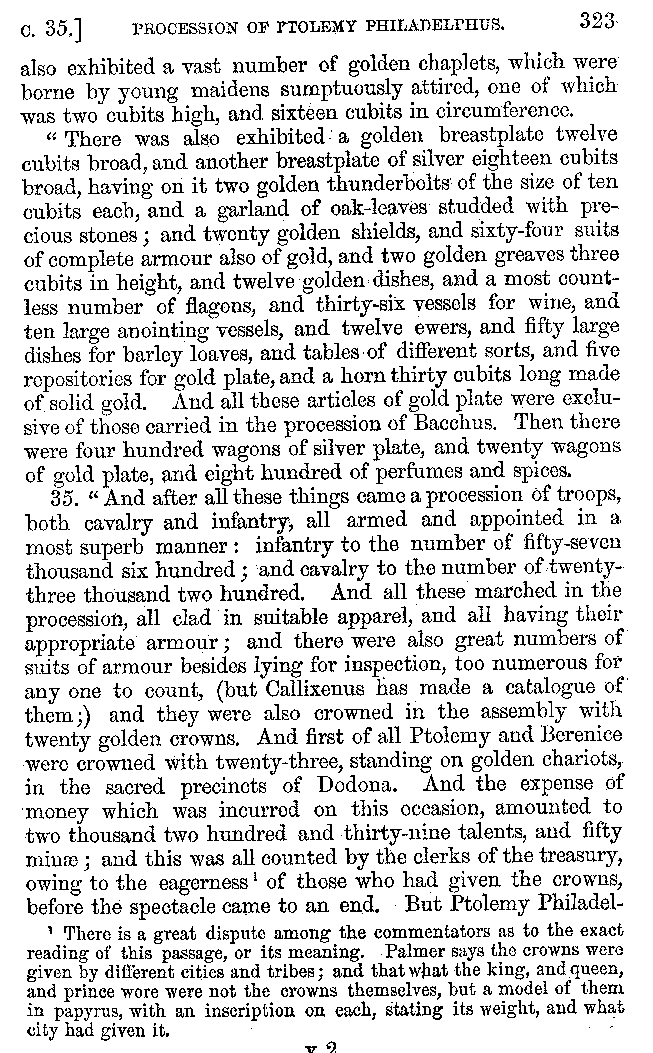 C. 35.] PROCESSION OF PTOLEMY PHILADELPHUS. 323
also exhibited a vast number of golden chaplets, which were
borne by young maidens sumptuously attired, one of which
was two cubits high, and sixteen cubits in circumference.
“ There was also exhibited a golden breastplate twelve
cubits broad, and another breastplate of silver eighteen cubits
broad, having on it two golden thunderbolts of the size of ten
cubits each, and a garland of oak-leaves studded with pre-
cious stones ; and twenty golden shields, and sixty-four suits
of complete armour also of gold, and two golden greaves three
cubits in height, and twelve golden dishes, and a most count-
less number of flagons, and thirty-six vessels for wine, and
ten large anointing vessels, and twelve ewers, and fifty large
dishes for barley loaves, and tables of different sorts, and five
repositories for gold plate, and a horn thirty cubits long made
of solid gold. And all these articles of gold plate were exclu-
sive of those carried in the procession of Bacchus. Then there
were four hundred wagons of silver plate, and twenty wagons
of gold plate, and eight hundred of perfumes and spices.
35. “ And after all these things came a procession of troops,
both cavalry and infantry, all armed and appointed in a
most superb manner : infantry to the number of fifty-seven
thousand six hundred ; and cavalry to the number of twenty-
three thousand two hundred. And all these marched in the
procession, all clad in suitable apparel, and all having their
appropriate armour ; and there were also great numbers of
suits of armour besides lying for inspection, too numerous for
any one to count, (but Callixenus has made a catalogue of
them ;) and they were also crowned in the assembly with
twenty golden crowns. And first of all Ptolemy and Berenice
were crowned with twenty-three, standing on golden chariots,
in the sacred precincts of Dodona. And the expense of
money which was incurred on this occasion, amounted to
two thousand two hundred and thirty-nine talents, and fifty
minæ ; and this was all counted by the clerks of the treasury,
owing to the eagerness ¹ of those who had given the crowns,
before the spectacle came to an end. But Ptolemy Philadel-
¹ There is a great dispute among the commentators as to the exact
reading of this passage, or its meaning. Palmer says the crowns were
given by different cities and tribes ; and that what the king, and queen,
and prince wore were not the crowns themselves, but a model of them
in papyrus, with an inscription on each, stating its weight, and what
city had given it.
Y 2